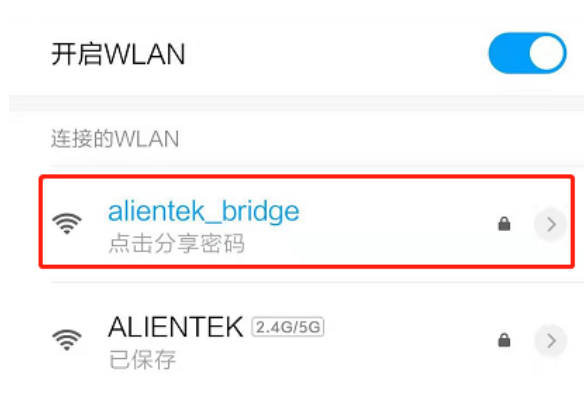 开启WLAN
连接的WLAN
alientek_bridge
点击分享密码
ALIENTEK 2.4G/5G
已保存